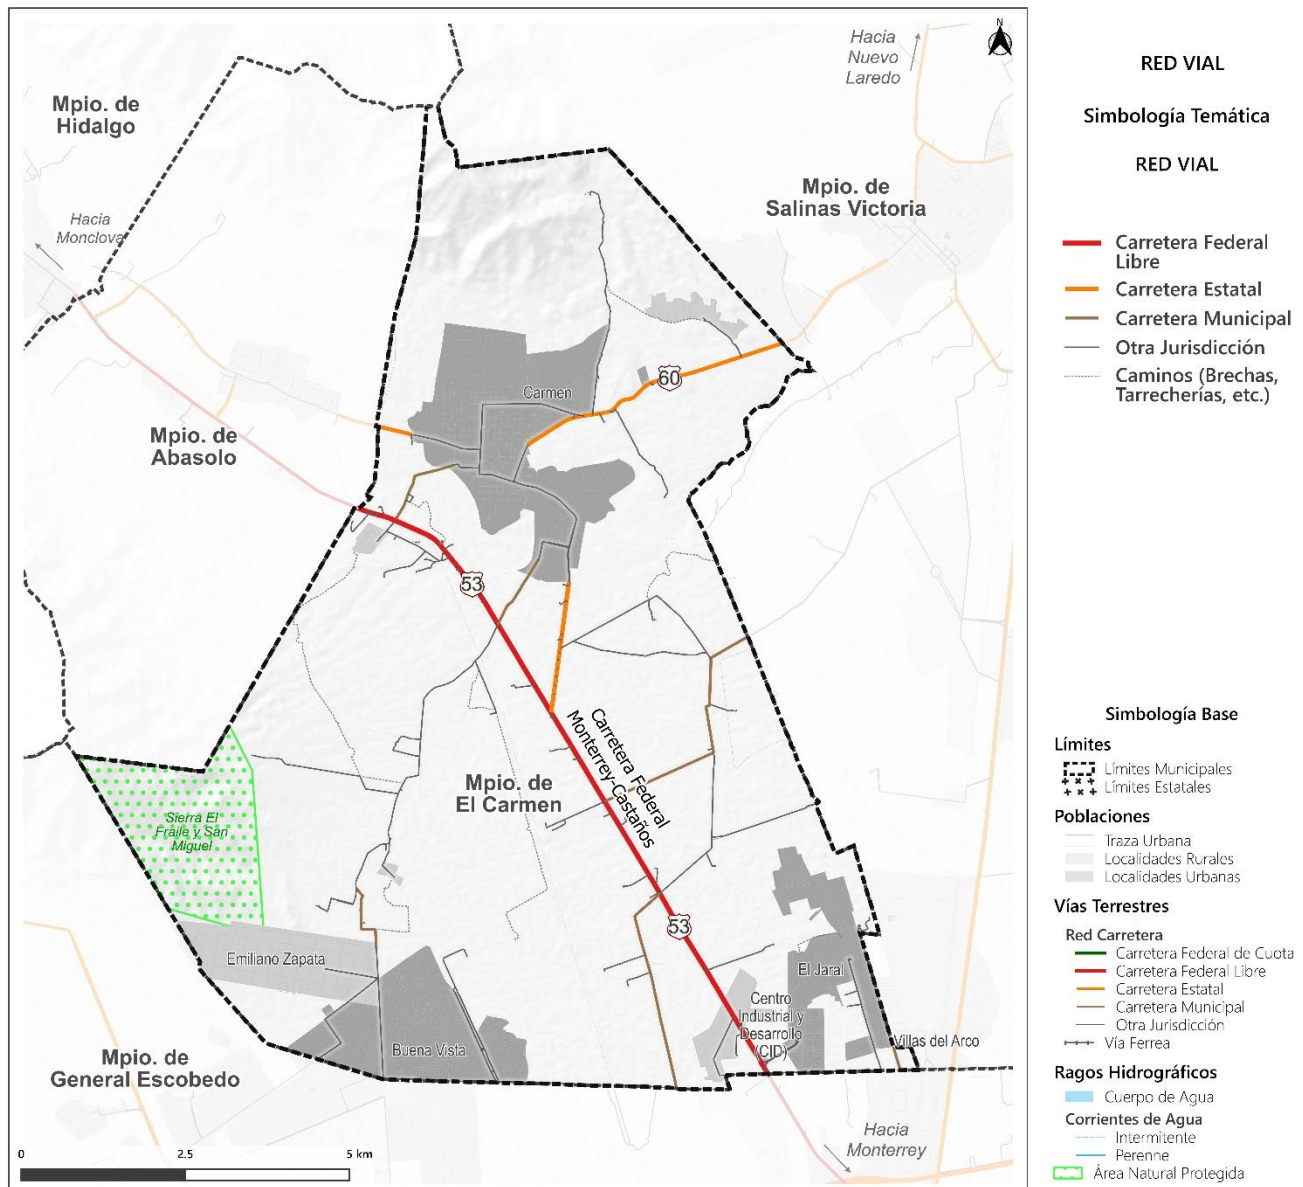 N
Hacia
Nuevo
Laredo
Mpio. de
Hidalgo
Mpio. de
Salinas Victoria
Hacia
Monclova
60
Carmen
Mpio. de
Abasolo
53
Carretera Federal
Monterrey-Castaños
Mpio. de
El Carmen
Sierra El
Fraile y San
Miguel
53
Emiliano Zapata
El Jaral
Centro
Industrial y
Desarrollo
(CID)
Buena Vista
Villas del Arco
Mpio. de
General Escobedo
Hacia
Monterrey
0 2.5 5 km
RED VIAL
Simbología Temática
RED VIAL
Carretera Federal
Libre
Carretera Estatal
Carretera Municipal
Otra Jurisdicción
Caminos (Brechas,
Tarrecherías, etc.)
Simbología Base
Límites
Límites Municipales
Límites Estatales
Poblaciones
Traza Urbana
Localidades Rurales
Localidades Urbanas
Vías Terrestres
Red Carretera
Carretera Federal de Cuota
Carretera Federal Libre
Carretera Estatal
Carretera Municipal
Otra Jurisdicción
Vía Ferrea
Ragos Hidrográficos
Cuerpo de Agua
Corrientes de Agua
Intermitente
Perenne
Área Natural Protegida